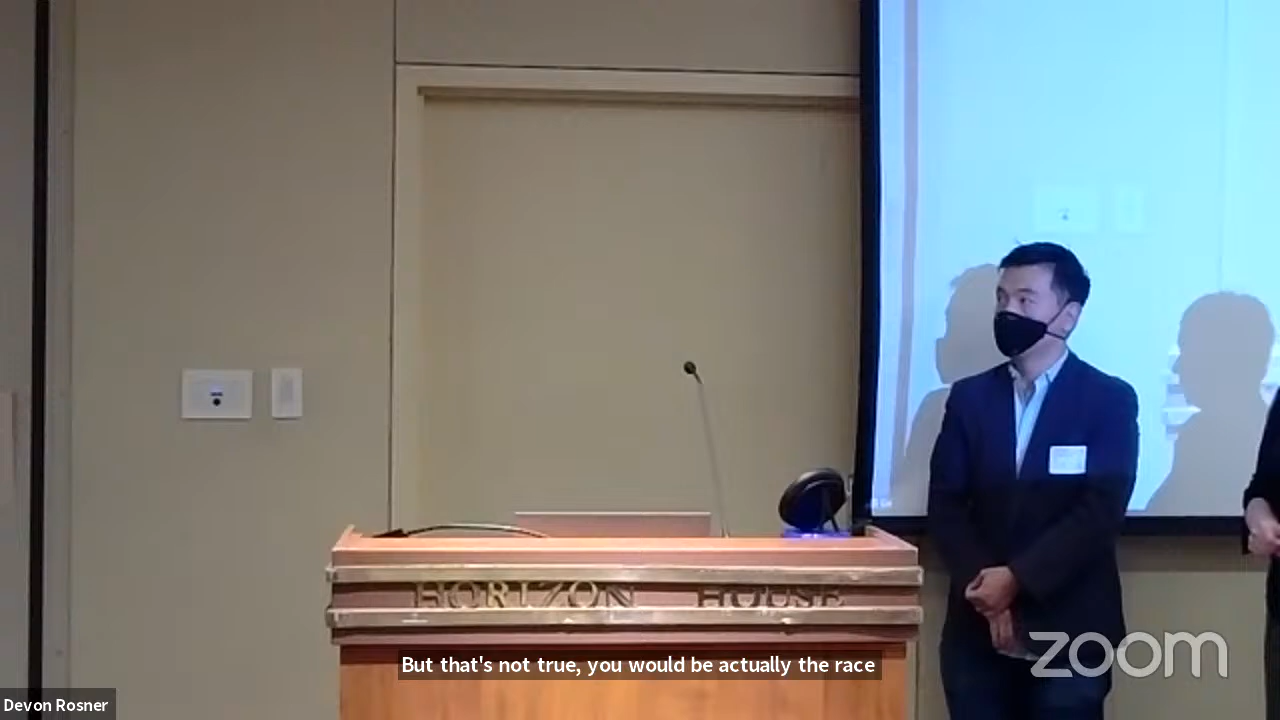 HORIZON HOUSE
But that's not true, you would be actually the race
zoom
Devon Rosner